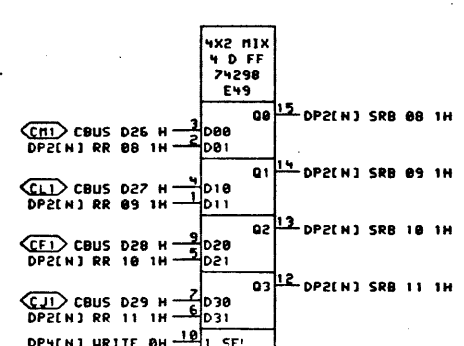 4X2 MIX
4 D FF
74298
E49
Q0 15 DP2[N] SRB 08 1H
CM1 CBUS D26 H 3 D00
DP2[N] RR 08 1H 2 D01
Q1 14 DP2[N] SRB 09 1H
CL1 CBUS D27 H 4 D10
DP2[N] RR 09 1H 1 D11
Q2 13 DP2[N] SRB 10 1H
CF1 CBUS D28 H 9 D20
DP2[N] RR 10 1H 5 D21
Q3 12 DP2[N] SRB 11 1H
CJ1 CBUS D29 H 7 D30
DP2[N] RR 11 1H 6 D31
DP4[N] WRITE 0H 10 1 SEL